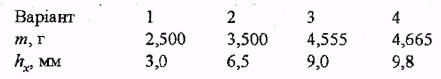 Варіант 1 2 3 4
m, г 2,500 3,500 4,555 4,665
hx, мм 3,0 6,5 9,0 9,8